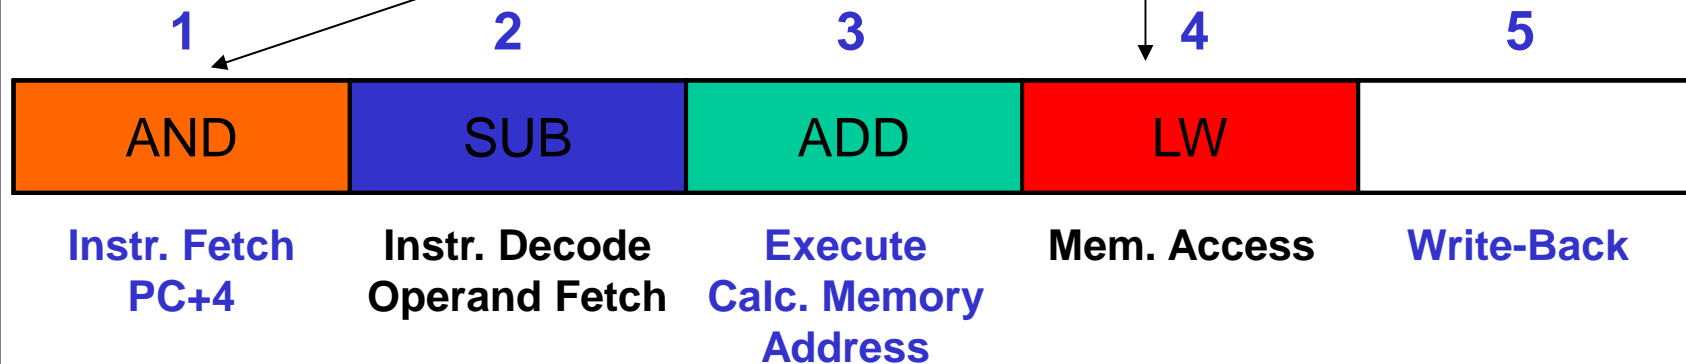 1 2 3 4 5
AND SUB ADD LW
Instr. Fetch Instr. Decode Execute Mem. Access Write-Back
PC+4 Operand Fetch Calc. Memory
Address